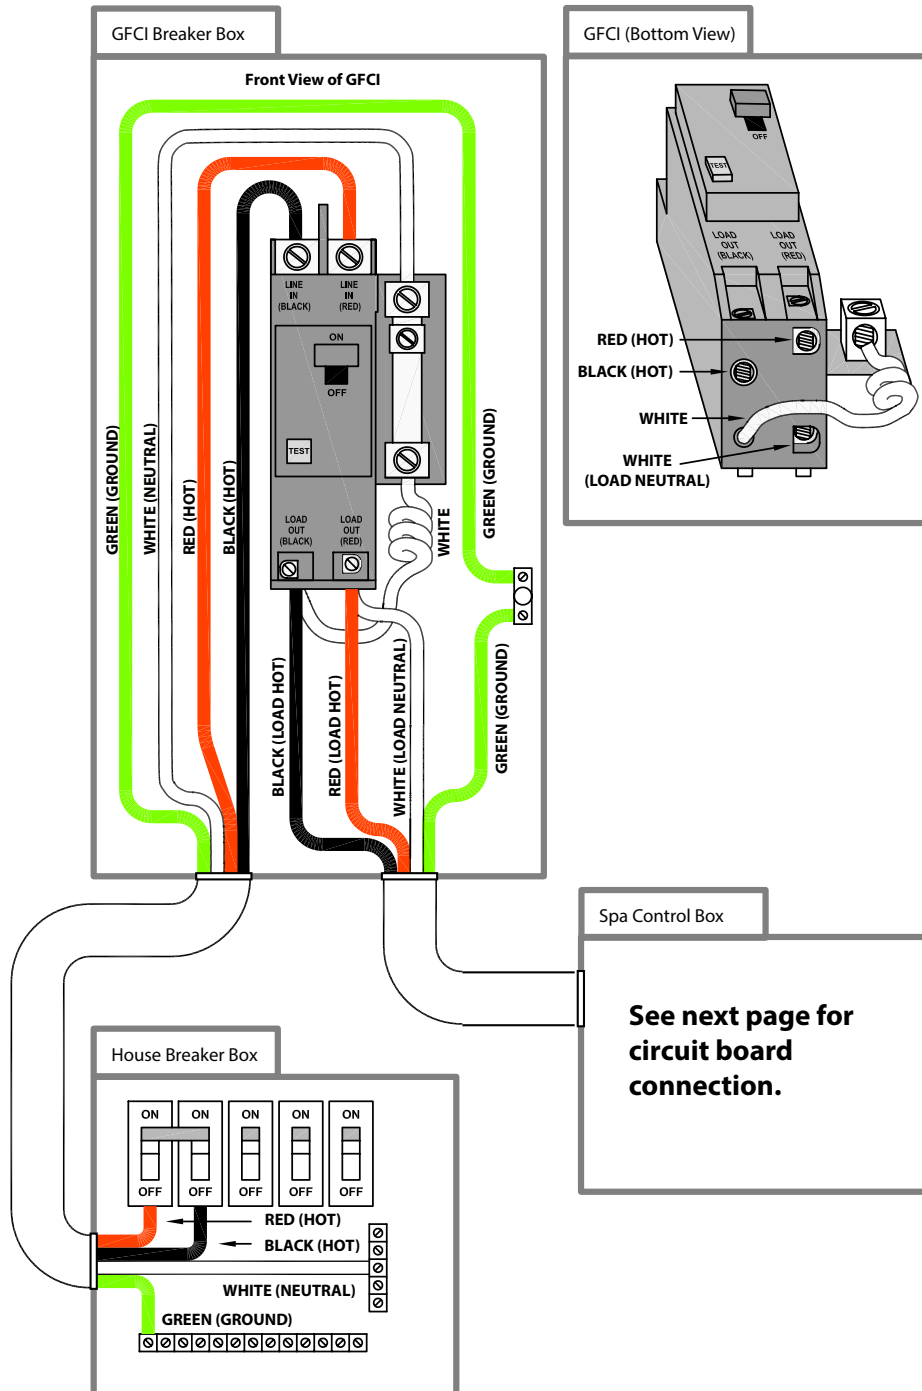 GFCI Breaker Box
Front View of GFCI
GREEN (GROUND)
WHITE (NEUTRAL)
RED (HOT)
BLACK (HOT)
LINE
IN
(BLACK)
LINE
IN
(RED)
ON
OFF
TEST
LOAD
OUT
(BLACK)
LOAD
OUT
(RED)
WHITE
GREEN (GROUND)
BLACK (LOAD HOT)
RED (LOAD HOT)
WHITE (LOAD NEUTRAL)
GREEN (GROUND)
GFCI (Bottom View)
OFF
TEST
LOAD
OUT
(BLACK)
LOAD
OUT
(RED)
RED (HOT)
BLACK (HOT)
WHITE
WHITE
(LOAD NEUTRAL)
Spa Control Box
See next page for
circuit board
connection.
House Breaker Box
ON ON ON ON ON
OFF OFF OFF OFF OFF
RED (HOT)
BLACK (HOT)
WHITE (NEUTRAL)
GREEN (GROUND)